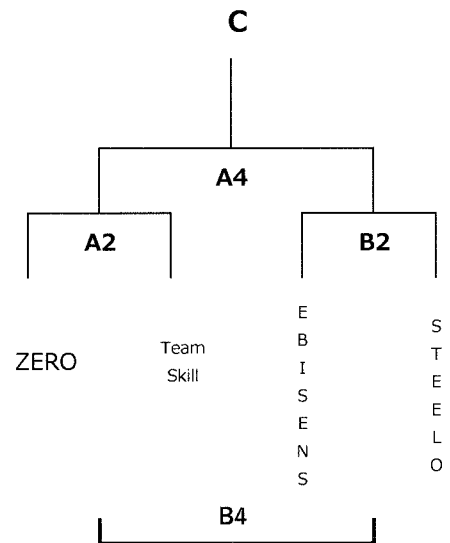 C
A4
A2
B2
ZERO
Team
Skill
EBISENS
STEELO
B4